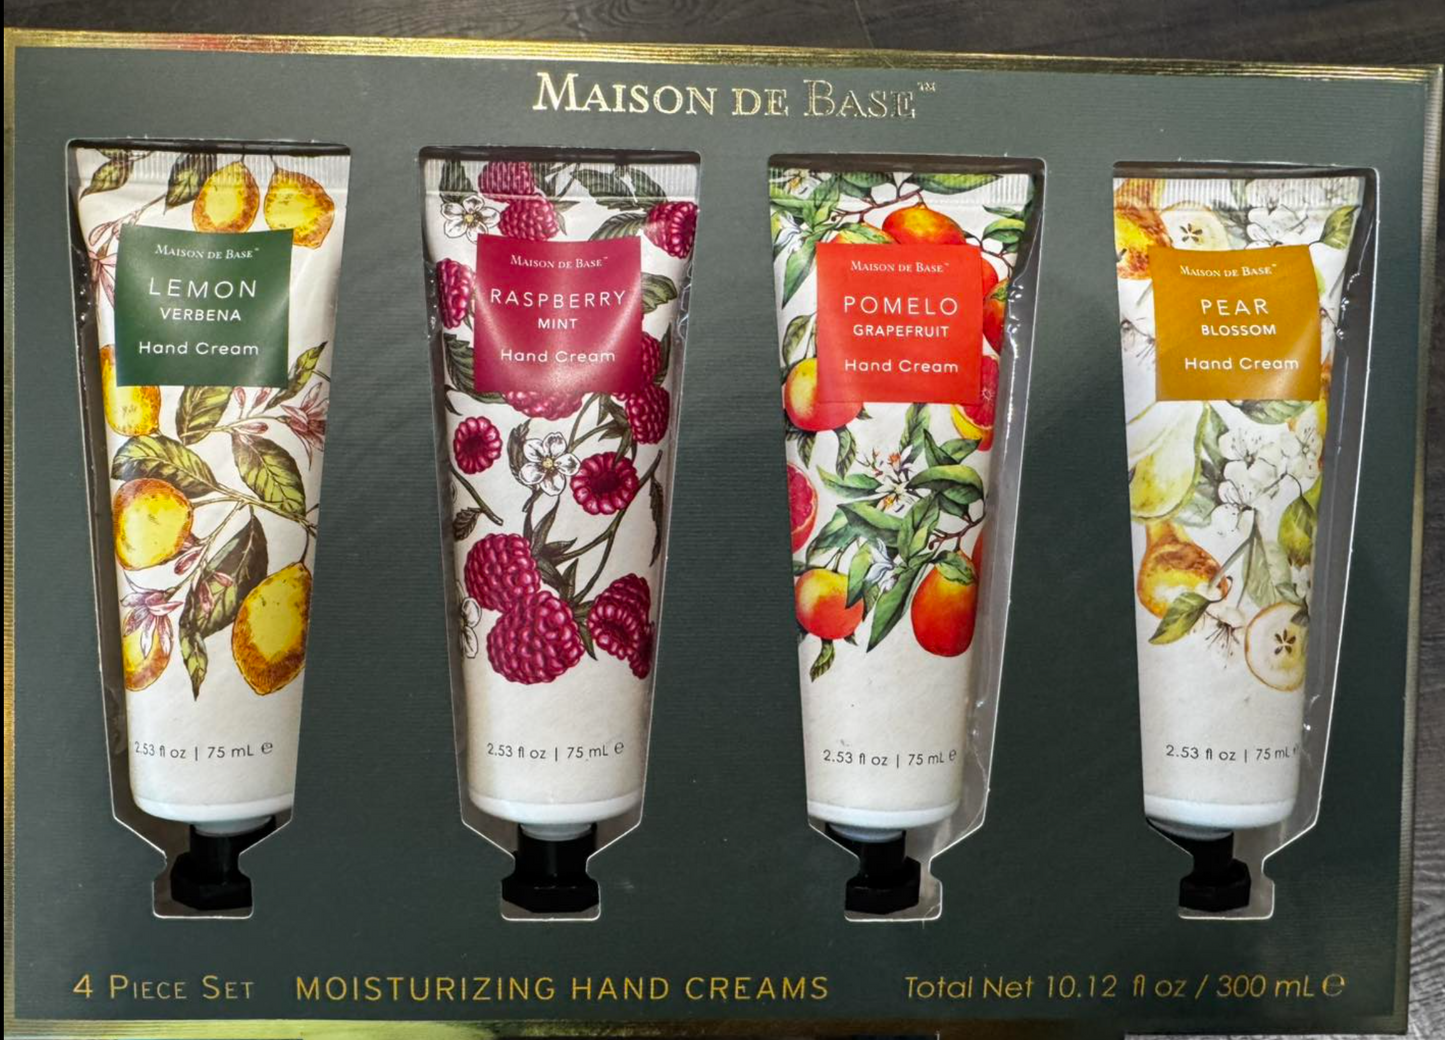 MAISON DE BASE™
MAISON DE BASE™
LEMON
VERBENA
Hand Cream
2.53 fl oz | 75 mL ℮
MAISON DE BASE™
RASPBERRY
MINT
Hand Cream
2.53 fl oz | 75 mL ℮
MAISON DE BASE™
POMELO
GRAPEFRUIT
Hand Cream
2.53 fl oz | 75 mL ℮
MAISON DE BASE™
PEAR
BLOSSOM
Hand Cream
2.53 fl oz | 75 mL ℮
4 PIECE SET MOISTURIZING HAND CREAMS Total Net 10.12 fl oz / 300 mL ℮